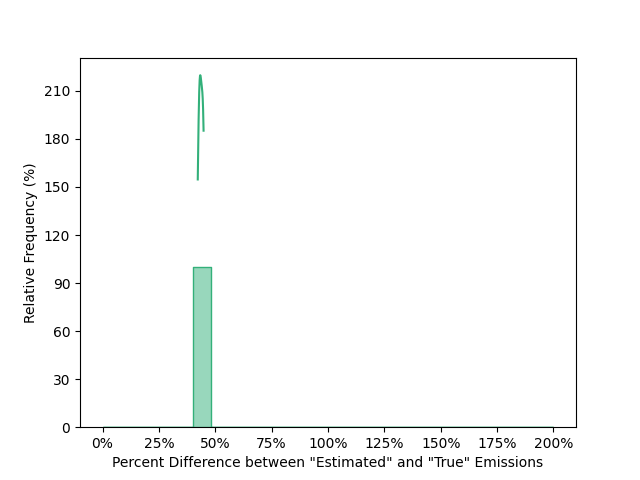 210
180
150
120
90
60
30
0
Relative Frequency (%)
0% 25% 50% 75% 100% 125% 150% 175% 200%
Percent Difference between "Estimated" and "True" Emissions